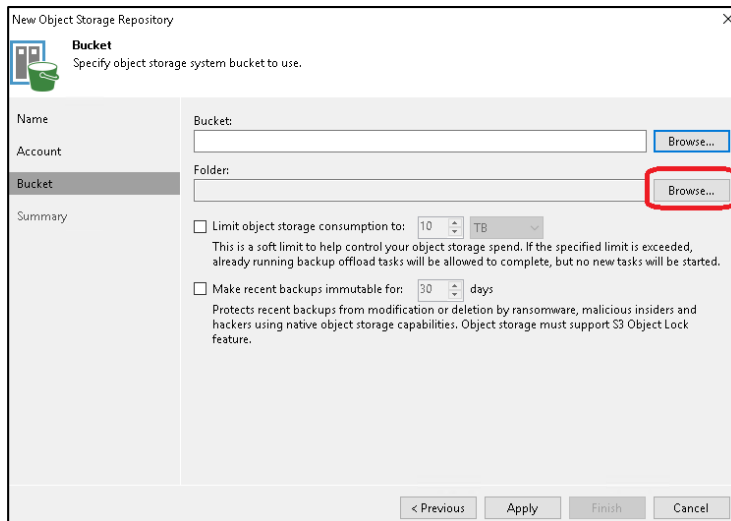 New Object Storage Repository
Bucket
Specify object storage system bucket to use.
Name
Account
Bucket
Summary
Bucket:
Browse...
Folder:
Browse...
Limit object storage consumption to: 10 TB
This is a soft limit to help control your object storage spend. If the specified limit is exceeded,
already running backup offload tasks will be allowed to complete, but no new tasks will be started.
Make recent backups immutable for: 30 days
Protects recent backups from modification or deletion by ransomware, malicious insiders and
hackers using native object storage capabilities. Object storage must support S3 Object Lock
feature.
< Previous Apply Finish Cancel